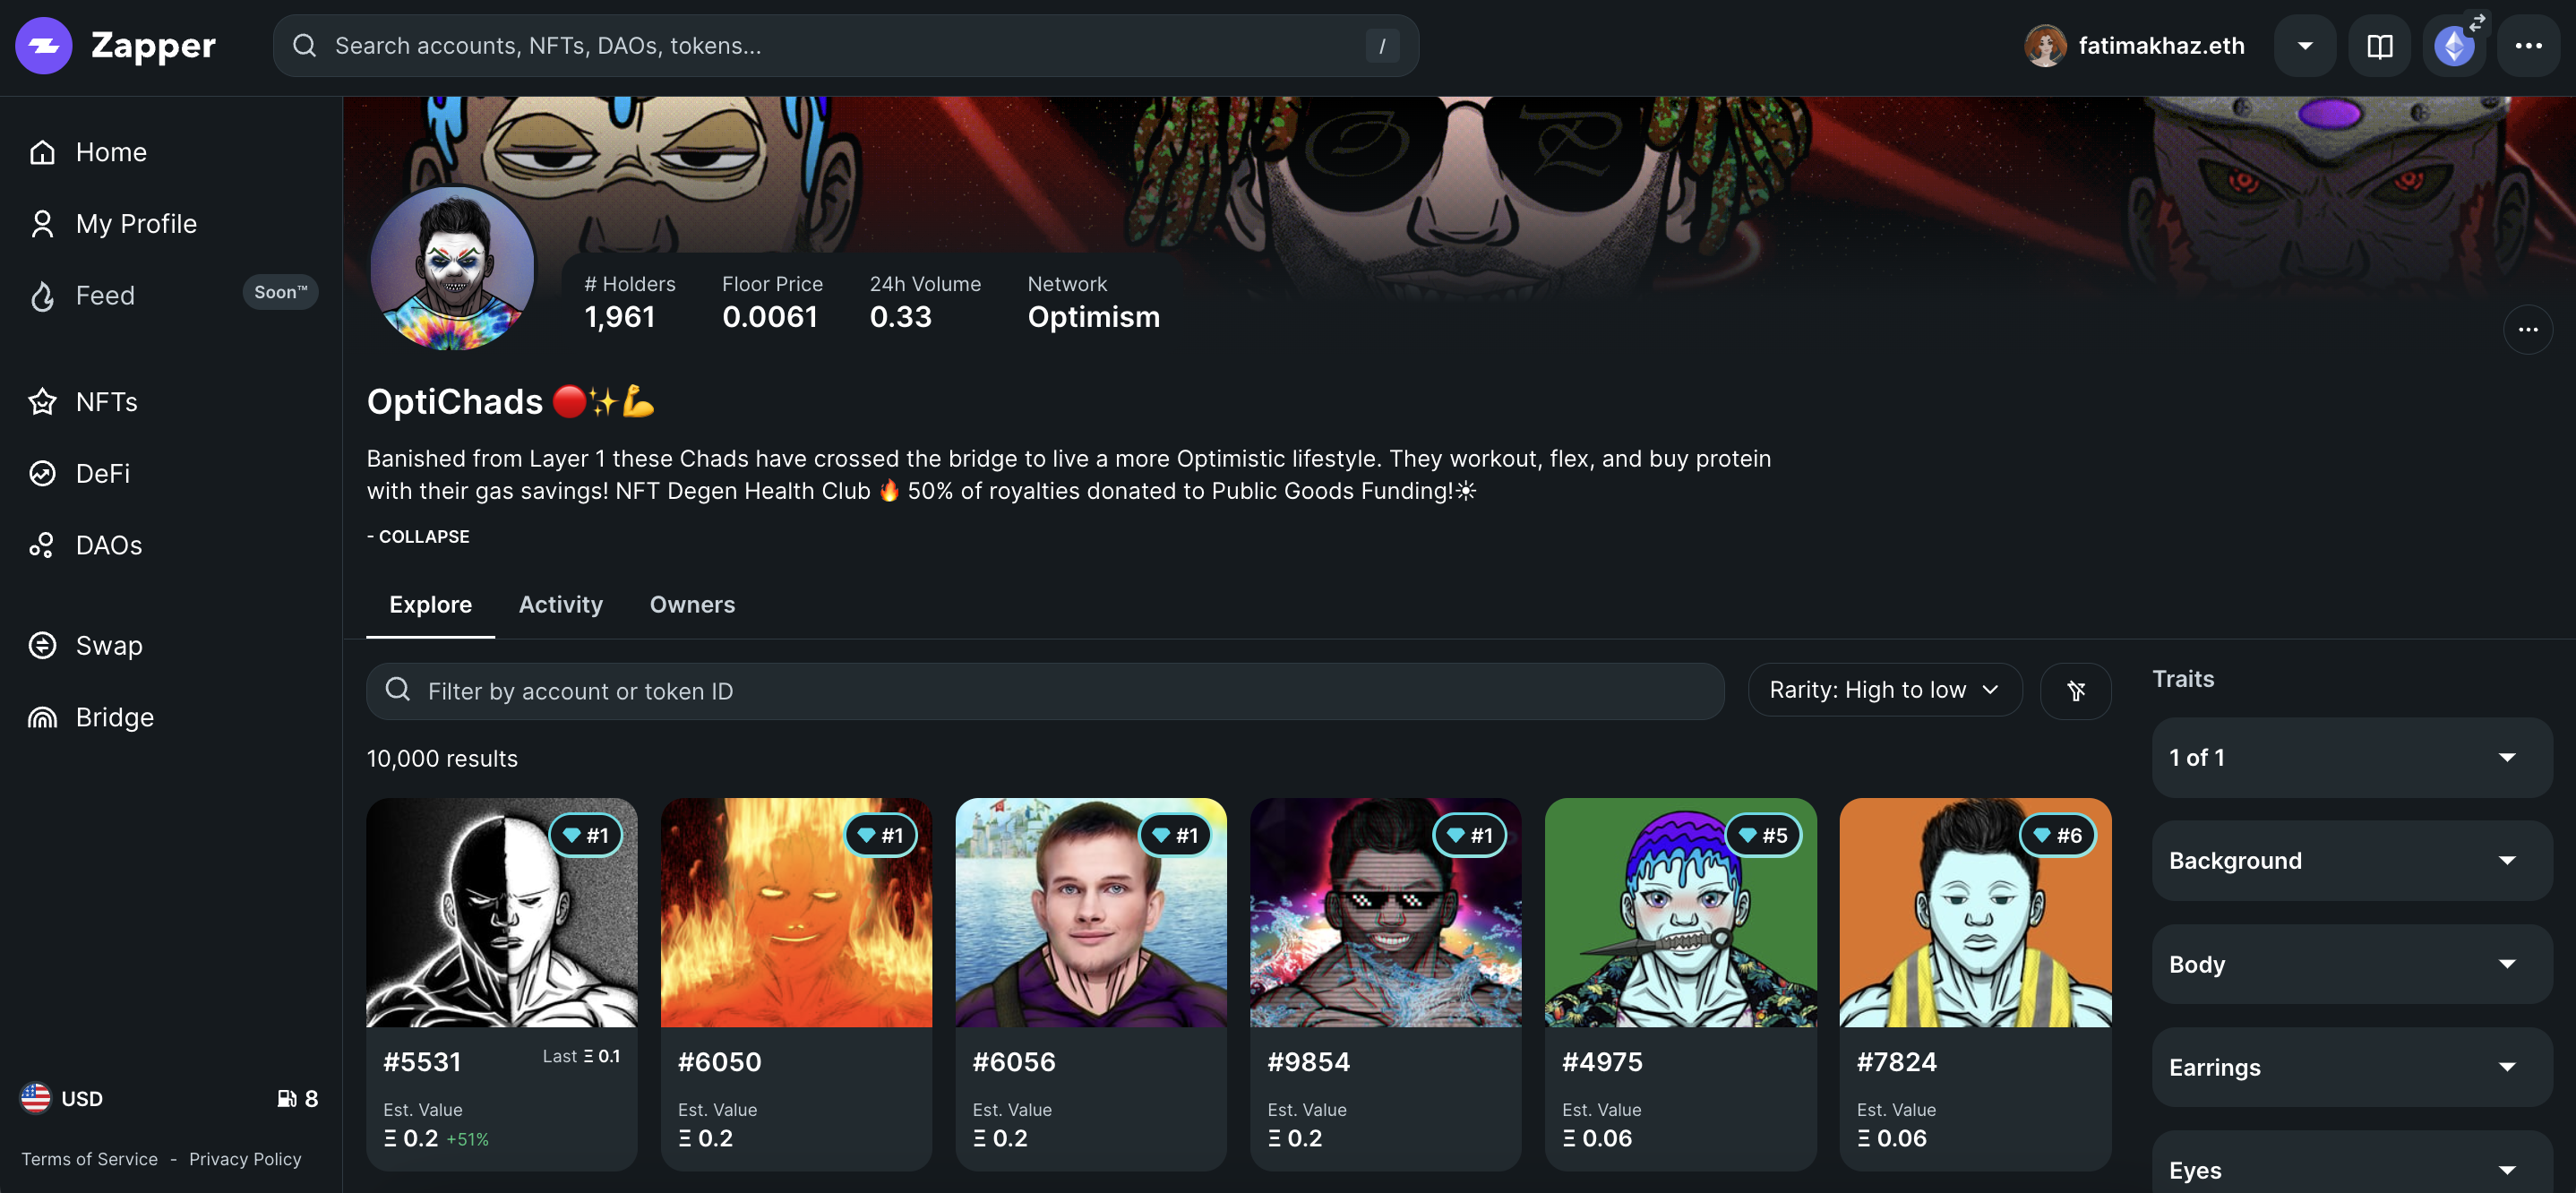 Zapper
Search accounts, NFTs, DAOs, tokens...
/
fatimakhaz.eth
Home
My Profile
Feed
Soon™
NFTs
DeFi
DAOs
Swap
Bridge
USD
8
Terms of Service - Privacy Policy
# Holders
1,961
Floor Price
0.0061
24h Volume
0.33
Network
Optimism
OptiChads 🔴✨💪
Banished from Layer 1 these Chads have crossed the bridge to live a more Optimistic lifestyle. They workout, flex, and buy protein
with their gas savings! NFT Degen Health Club 🔥 50% of royalties donated to Public Goods Funding!☀
- COLLAPSE
Explore
Activity
Owners
Filter by account or token ID
Rarity: High to low
10,000 results
#1
#5531
Last Ξ 0.1
Est. Value
Ξ 0.2 +51%
#1
#6050
Est. Value
Ξ 0.2
#1
#6056
Est. Value
Ξ 0.2
#1
#9854
Est. Value
Ξ 0.2
#5
#4975
Est. Value
Ξ 0.06
#6
#7824
Est. Value
Ξ 0.06
Traits
1 of 1
Background
Body
Earrings
Eyes